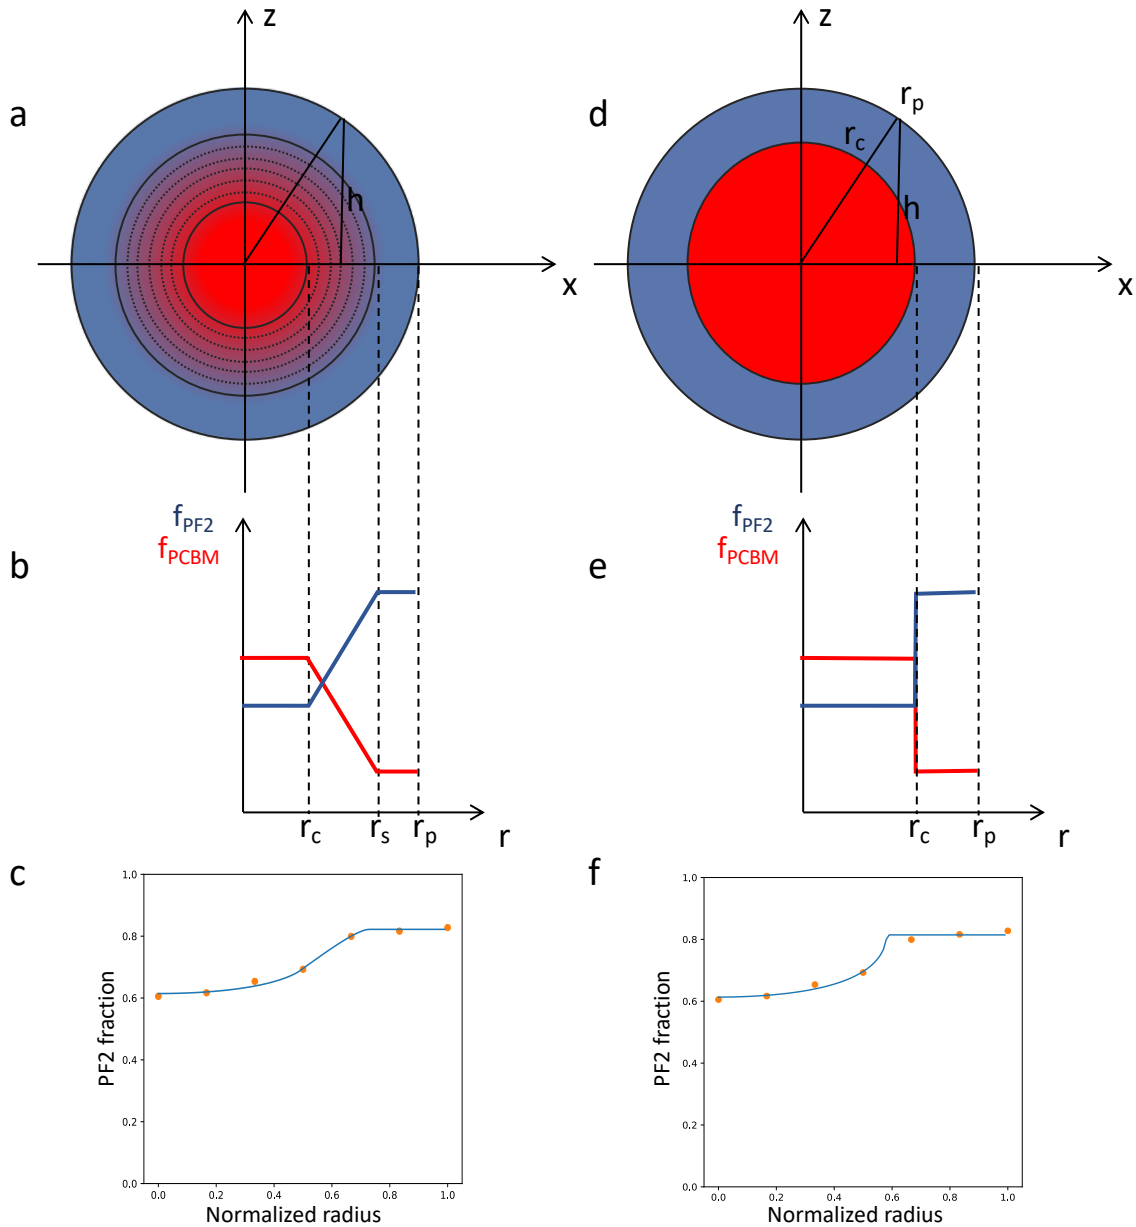 a
z
h
x
d
z
r_p
r_c
h
x
b
f_PF2
f_PCBM
r_c
r_s
r_p
r
e
f_PF2
f_PCBM
r_c
r_p
r
c
PF2 fraction
1.0
0.8
0.6
0.4
0.2
0.0
0.0 0.2 0.4 0.6 0.8 1.0
Normalized radius
f
PF2 fraction
1.0
0.8
0.6
0.4
0.2
0.0
0.0 0.2 0.4 0.6 0.8 1.0
Normalized radius